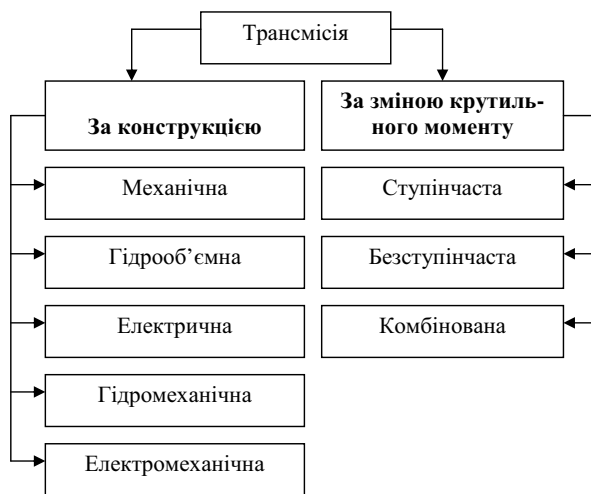 Трансмісія
За конструкцією
За зміною крутиль-
ного моменту
Механічна
Ступінчаста
Гідрооб’ємна
Безступінчаста
Електрична
Комбінована
Гідромеханічна
Електромеханічна